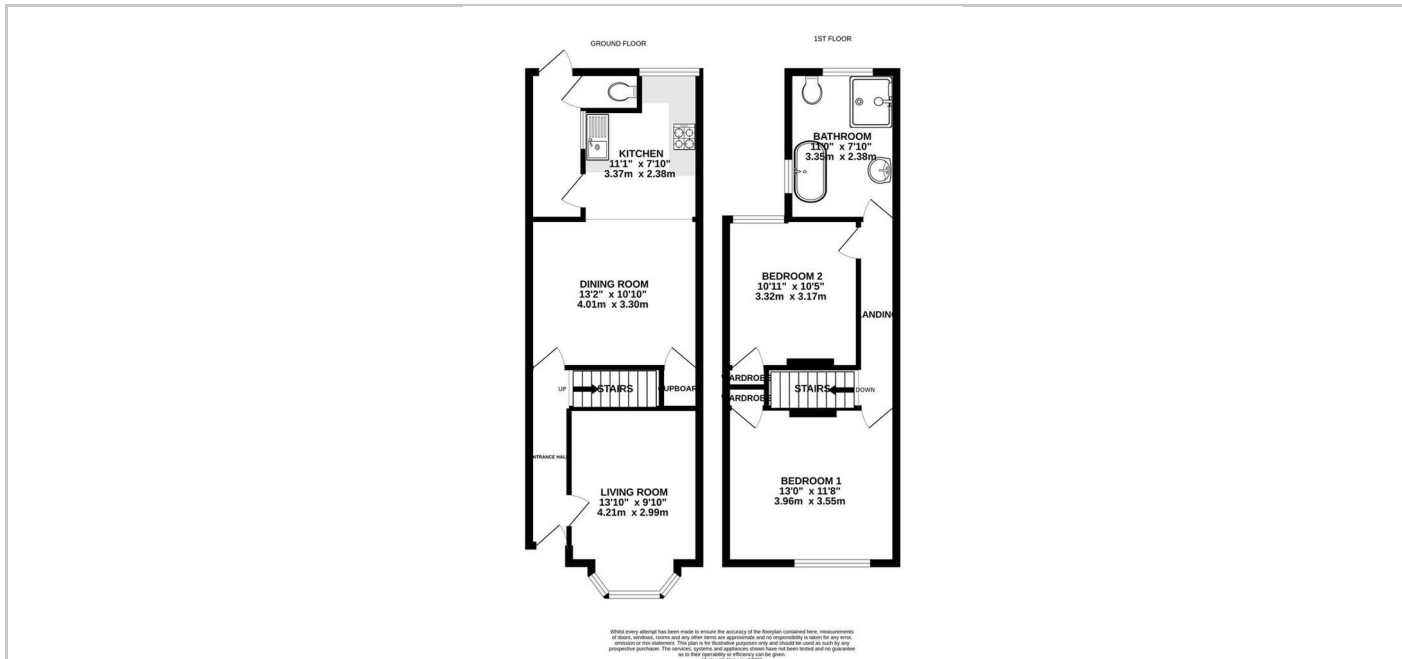 GROUND FLOOR
KITCHEN
11'1" x 7'10"
3.37m x 2.38m
DINING ROOM
13'2" x 10'10"
4.01m x 3.30m
UP
STAIRS
UPBOAR
NTRANCE HAL
LIVING ROOM
13'10" x 9'10"
4.21m x 2.99m
1ST FLOOR
BATHROOM
11'0" x 7'10"
3.35m x 2.38m
BEDROOM 2
10'11" x 10'5"
3.32m x 3.17m
LANDING
WARDROBE
STAIRS
DOWN
WARDROBE
BEDROOM 1
13'0" x 11'8"
3.96m x 3.55m
Whilst every attempt has been made to ensure the accuracy of the floorplan contained here, measurements
of doors, windows, rooms and any other items are approximate and no responsibility is taken for any error,
omission or mis-statement. This plan is for illustrative purposes only and should be used as such by any
prospective purchaser. The services, systems and appliances shown have not been tested and no guarantee
as to their operability or efficiency can be given.